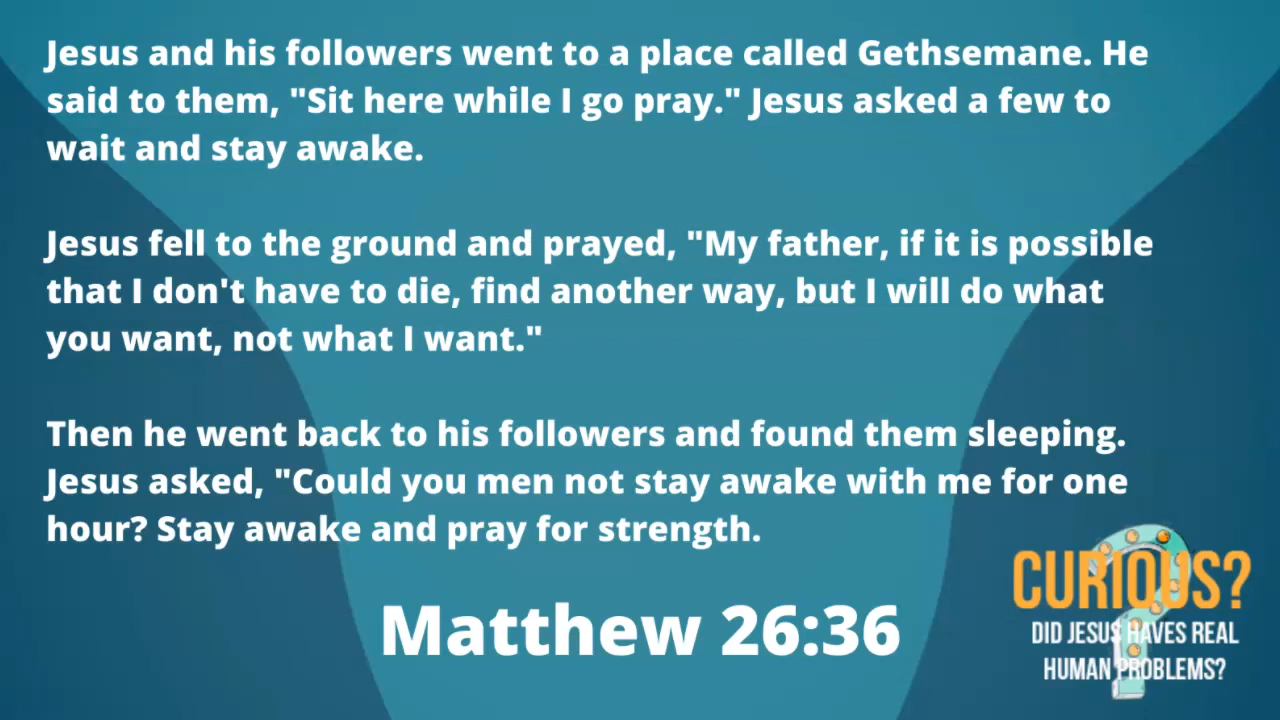 Jesus and his followers went to a place called Gethsemane. He
said to them, "Sit here while I go pray." Jesus asked a few to
wait and stay awake.
Jesus fell to the ground and prayed, "My father, if it is possible
that I don't have to die, find another way, but I will do what
you want, not what I want."
Then he went back to his followers and found them sleeping.
Jesus asked, "Could you men not stay awake with me for one
hour? Stay awake and pray for strength.
Matthew 26:36
CURIOUS?
DID JESUS HAVES REAL
HUMAN PROBLEMS?